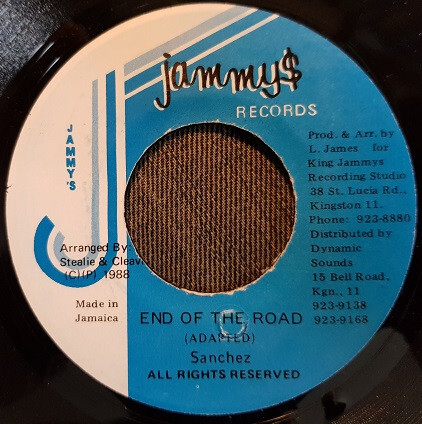 jammy$
RECORDS
JAMMY'S
Prod. & Arr. by
L. James for
King Jammys
Recording Studio
38 St. Lucia Rd.,
Kingston 11.
Phone: 923-8880
Distributed by
Dynamic
Sounds
15 Bell Road,
Kgn., 11
923-9138
923-9168
Arranged By:
Stealie & Cleav
(C)(P) 1988
Made in
Jamaica
END OF THE ROAD
(ADAPTED)
Sanchez
ALL RIGHTS RESERVED